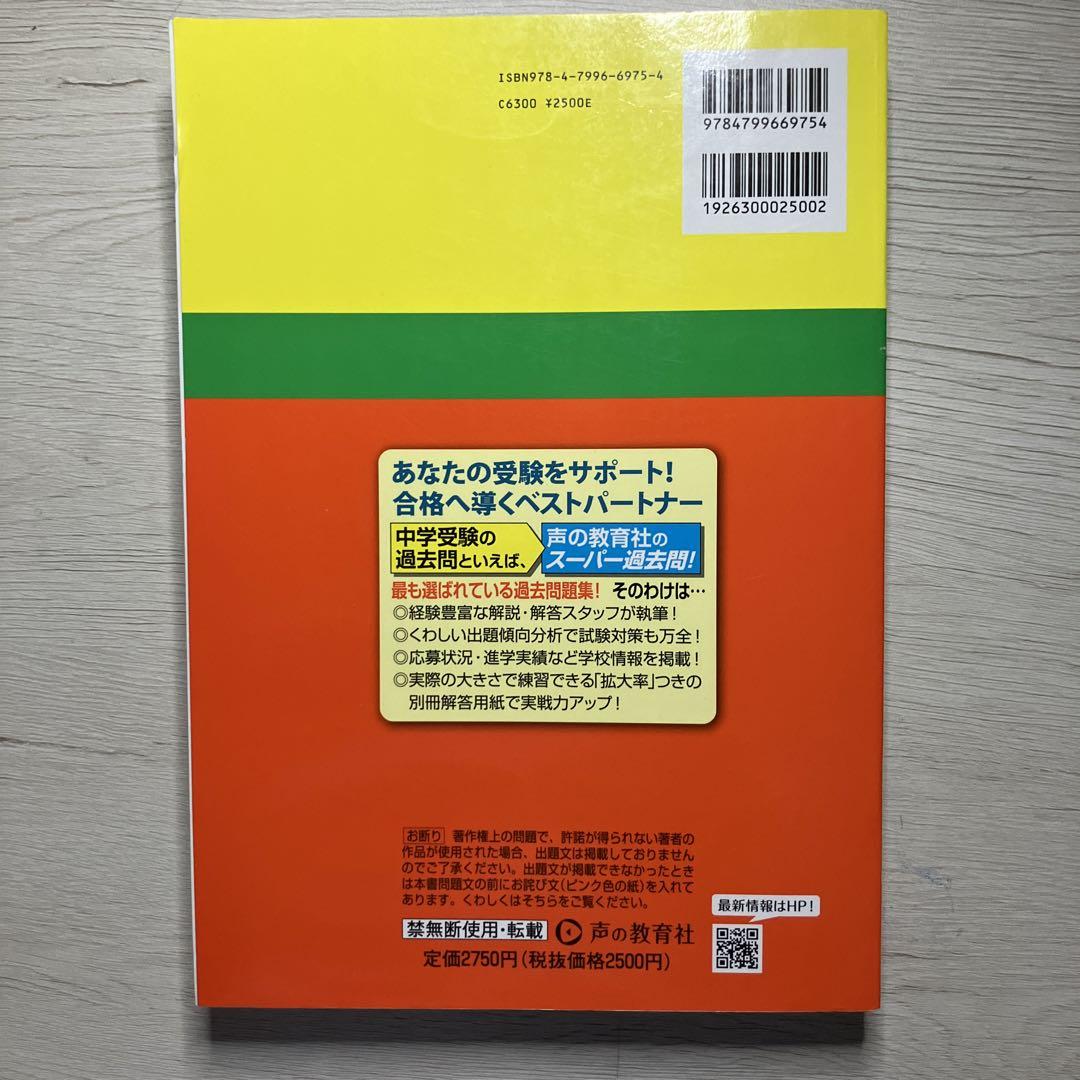 ISBN978-4-7996-6975-4
C6300 ¥2500E
9784799669754
1926300025002
あなたの受験をサポート!
合格へ導くベストパートナー
中学受験の
過去問といえば、
声の教育社の
スーパー過去問!
最も選ばれている過去問題集! そのわけは…
◎経験豊富な解説・解答スタッフが執筆!
◎くわしい出題傾向分析で試験対策も万全!
◎応募状況・進学実績など学校情報を掲載!
◎実際の大きさで練習できる「拡大率」つきの
別冊解答用紙で実戦力アップ!
お断り 著作権上の問題で、許諾が得られない著者の
作品が使用された場合、出題文は掲載しておりません
のでご了承ください。出題文が掲載できなかったとき
は本書問題文の前にお詫び文(ピンク色の紙)を入れて
あります。くわしくはそちらをご覧ください。
最新情報はHP!
禁無断使用・転載 声の教育社
定価2750円(税抜価格2500円)